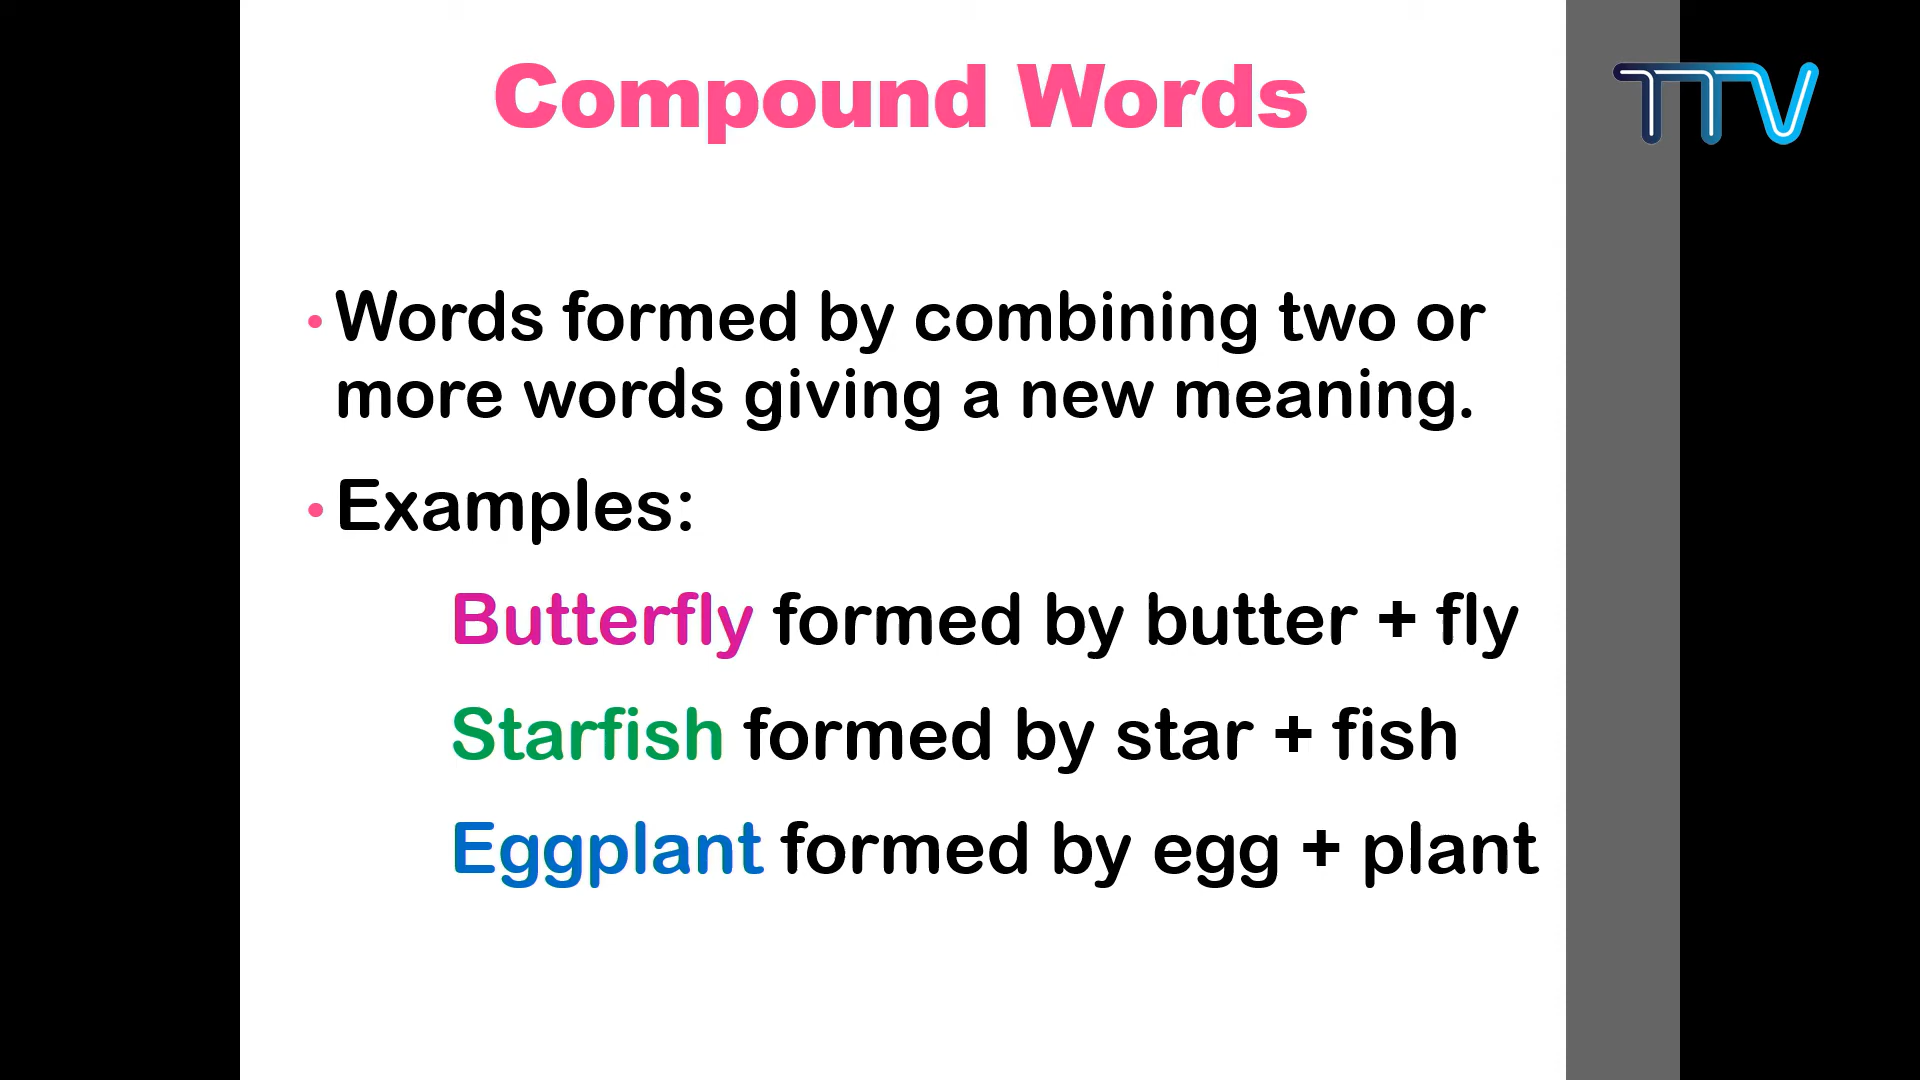 Compound Words
TTV
• Words formed by combining two or
more words giving a new meaning.
• Examples:
Butterfly formed by butter + fly
Starfish formed by star + fish
Eggplant formed by egg + plant